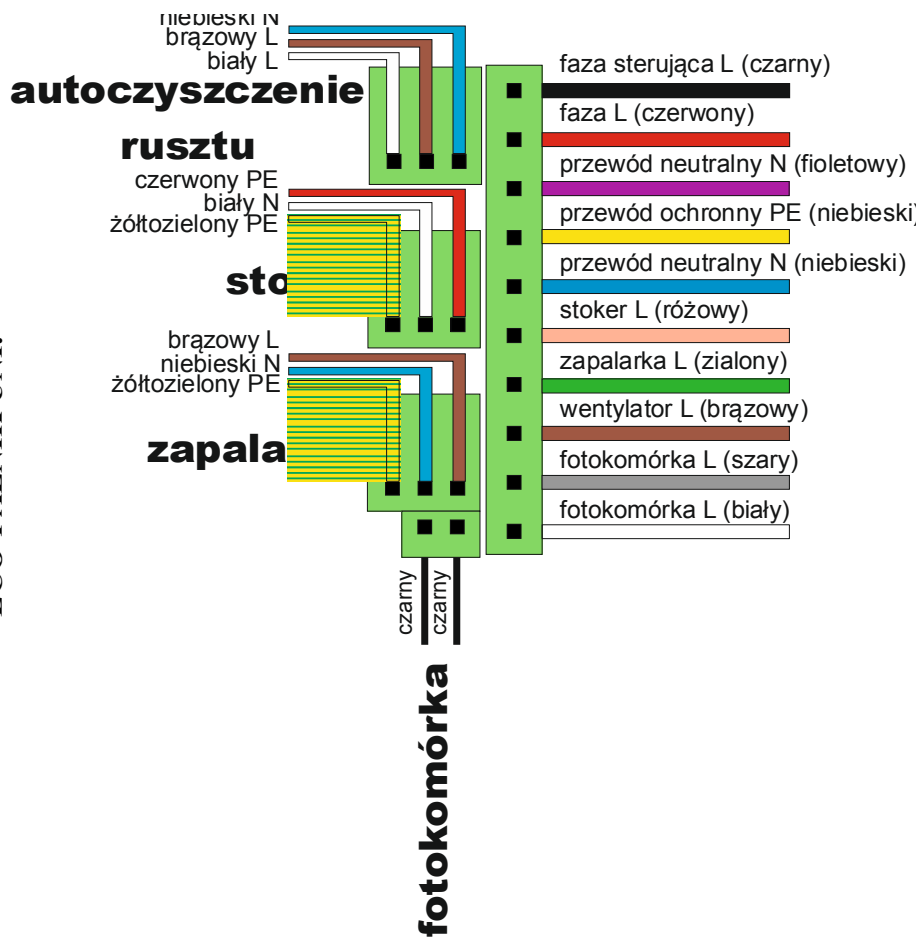 niebieski N
brązowy L
biały L
autoczyszczenie
rusztu
czerwony PE
biały N
żółtozielony PE
sto
brązowy L
niebieski N
żółtozielony PE
zapala
faza sterująca L (czarny)
faza L (czerwony)
przewód neutralny N (fioletowy)
przewód ochronny PE (niebieski)
przewód neutralny N (niebieski)
stoker L (różowy)
zapalarka L (zialony)
wentylator L (brązowy)
fotokomórka L (szary)
fotokomórka L (biały)
czarny
czarny
fotokomórka